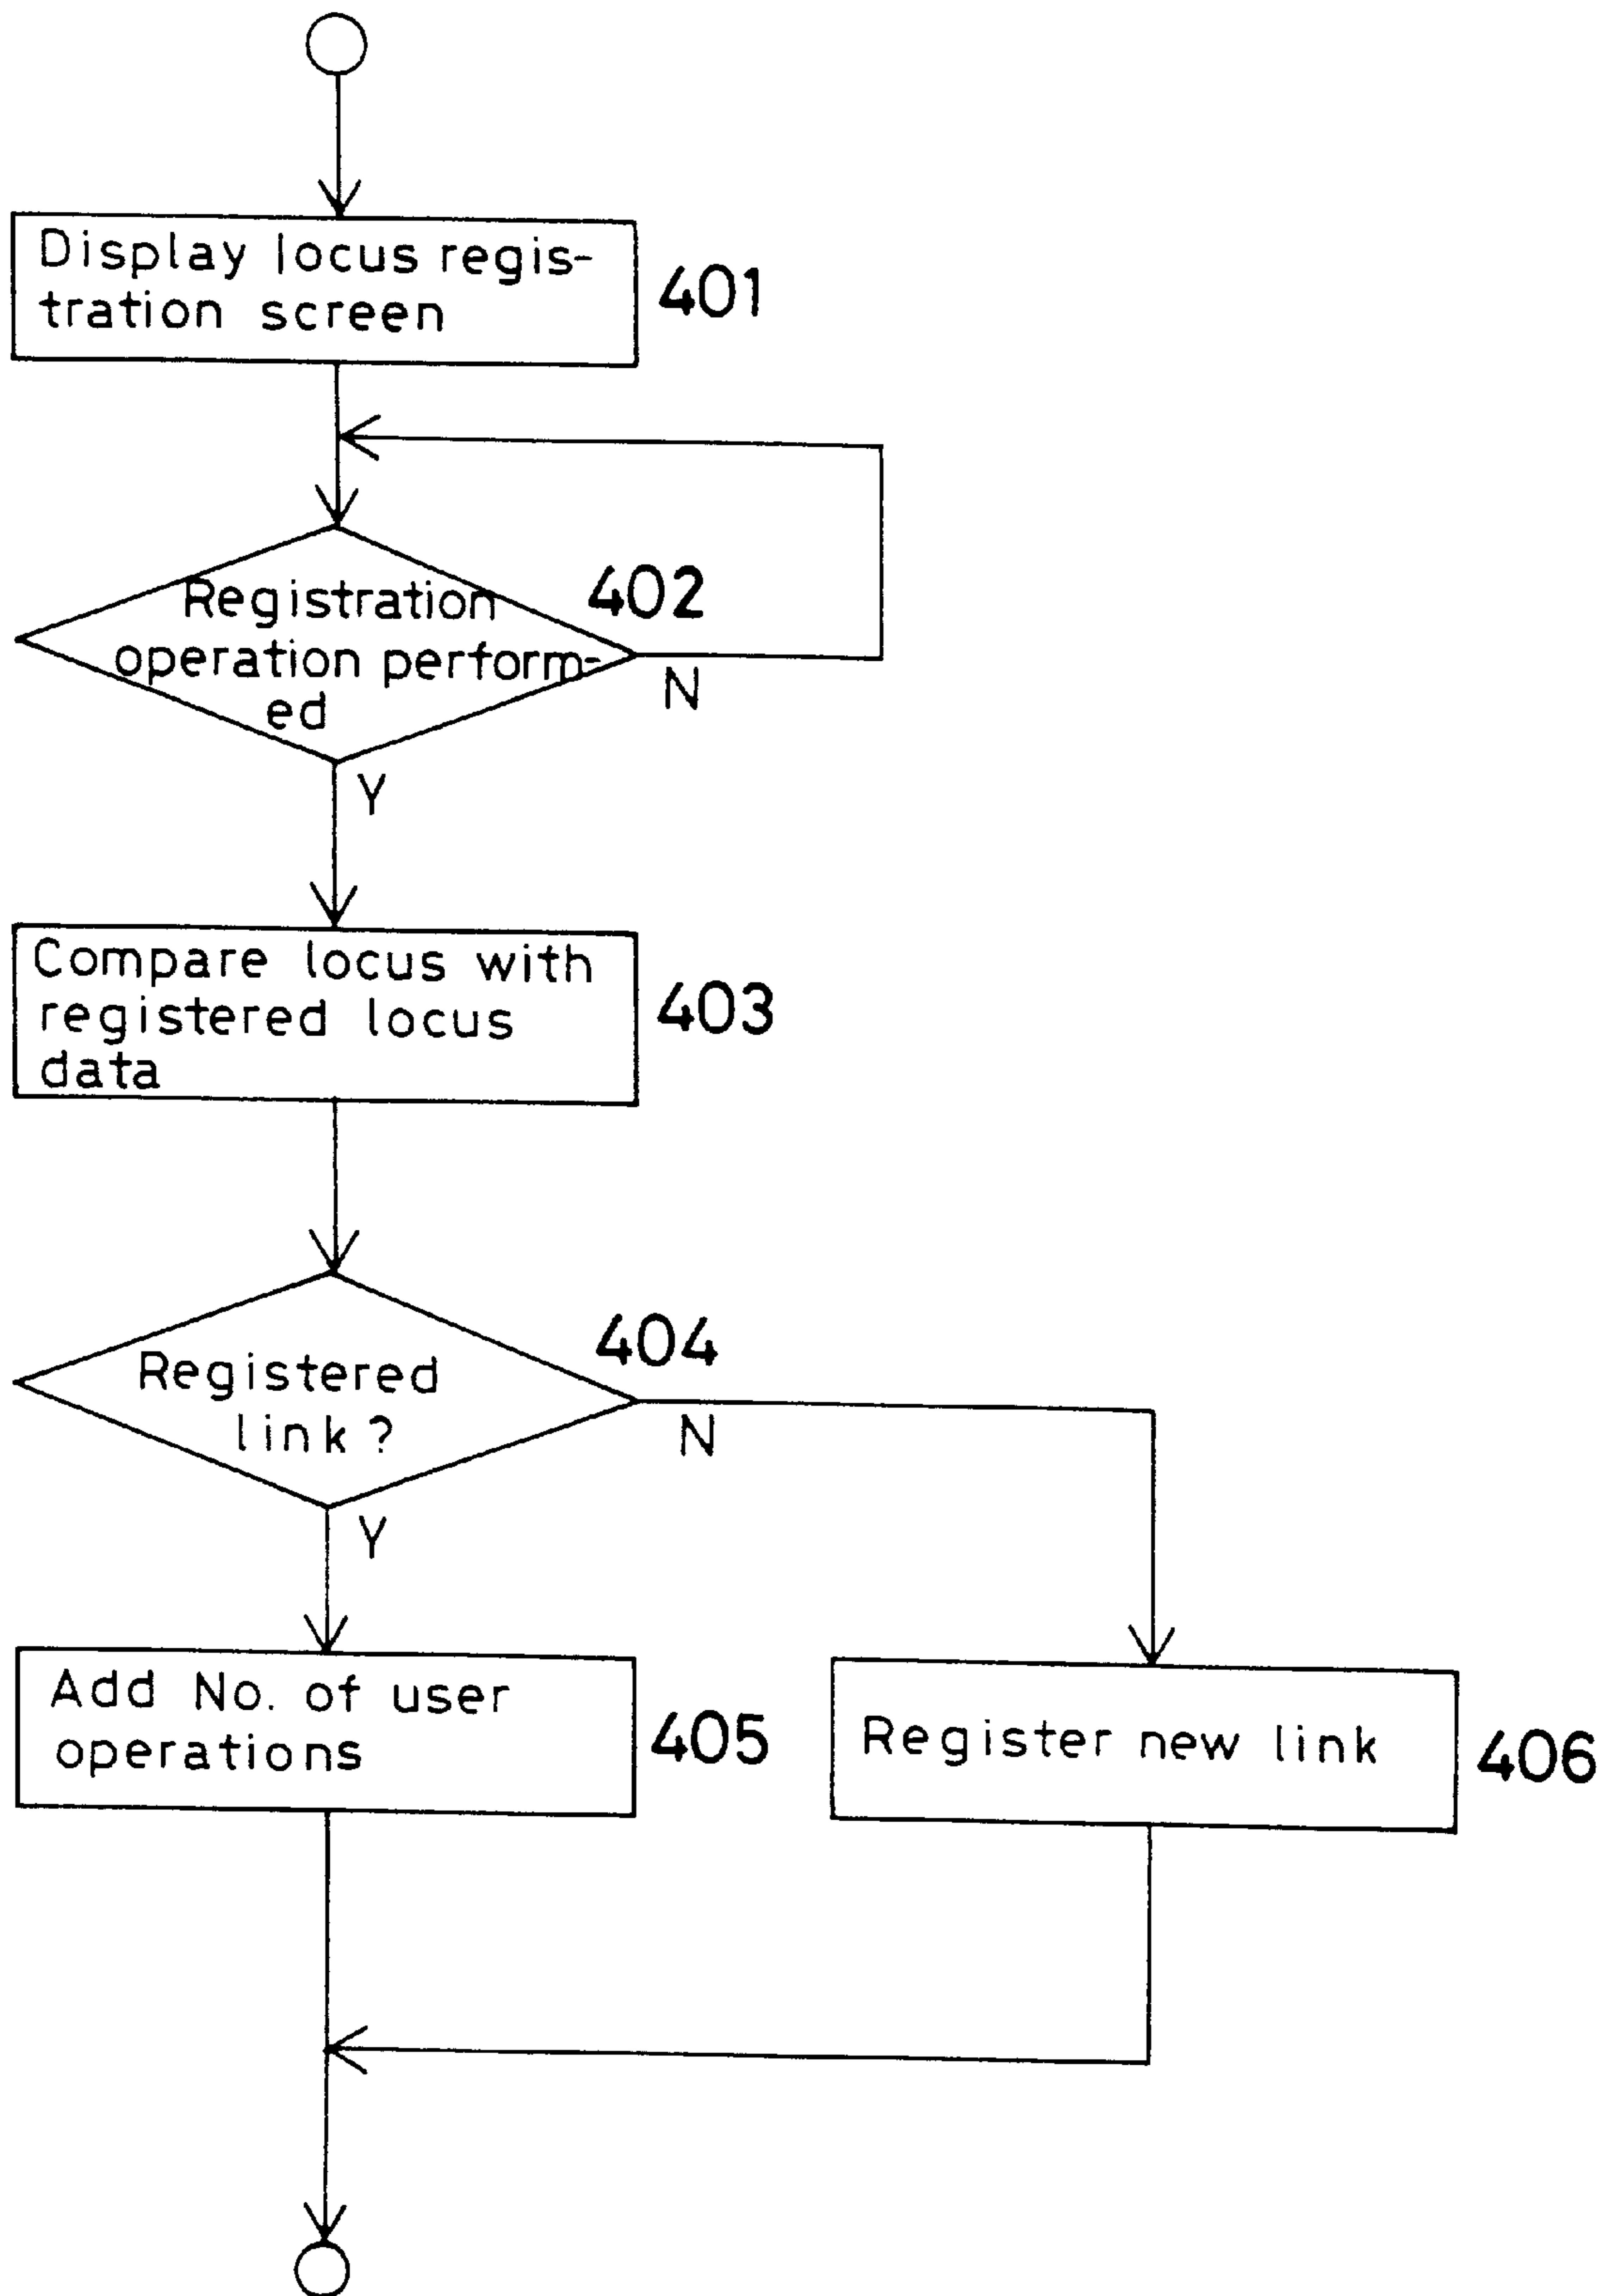 Display locus regis-
tration screen
401
402
Registration
operation perform-
ed
N
Y
Compare locus with
registered locus
data
403
404
Registered
link?
N
Y
Add No. of user
operations
405
Register new link
406